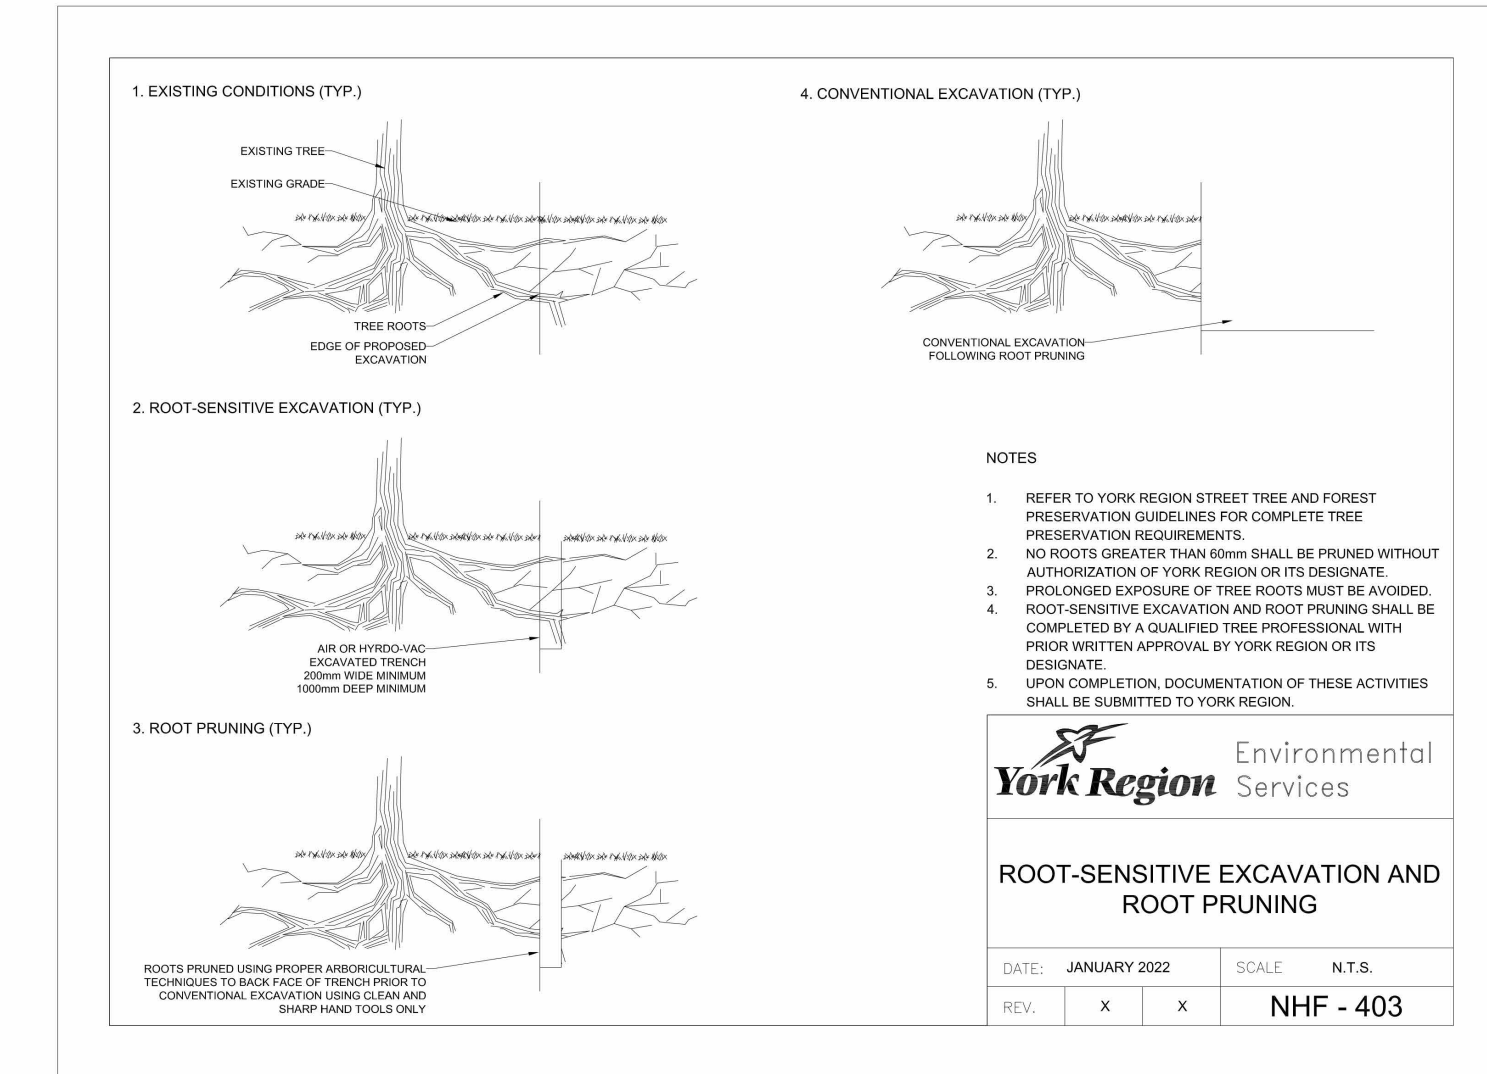 1. EXISTING CONDITIONS (TYP.)
EXISTING TREE
EXISTING GRADE
TREE ROOTS
EDGE OF PROPOSED
EXCAVATION
2. ROOT-SENSITIVE EXCAVATION (TYP.)
AIR OR HYRDO-VAC
EXCAVATED TRENCH
200mm WIDE MINIMUM
1000mm DEEP MINIMUM
3. ROOT PRUNING (TYP.)
ROOTS PRUNED USING PROPER ARBORICULTURAL
TECHNIQUES TO BACK FACE OF TRENCH PRIOR TO
CONVENTIONAL EXCAVATION USING CLEAN AND
SHARP HAND TOOLS ONLY
4. CONVENTIONAL EXCAVATION (TYP.)
CONVENTIONAL EXCAVATION
FOLLOWING ROOT PRUNING
NOTES
1. REFER TO YORK REGION STREET TREE AND FOREST
PRESERVATION GUIDELINES FOR COMPLETE TREE
PRESERVATION REQUIREMENTS.
2. NO ROOTS GREATER THAN 60mm SHALL BE PRUNED WITHOUT
AUTHORIZATION OF YORK REGION OR ITS DESIGNATE.
3. PROLONGED EXPOSURE OF TREE ROOTS MUST BE AVOIDED.
4. ROOT-SENSITIVE EXCAVATION AND ROOT PRUNING SHALL BE
COMPLETED BY A QUALIFIED TREE PROFESSIONAL WITH
PRIOR WRITTEN APPROVAL BY YORK REGION OR ITS
DESIGNATE.
5. UPON COMPLETION, DOCUMENTATION OF THESE ACTIVITIES
SHALL BE SUBMITTED TO YORK REGION.
York Region
Environmental
Services
ROOT-SENSITIVE EXCAVATION AND
ROOT PRUNING
DATE: JANUARY 2022 SCALE N.T.S.
REV. X X NHF - 403